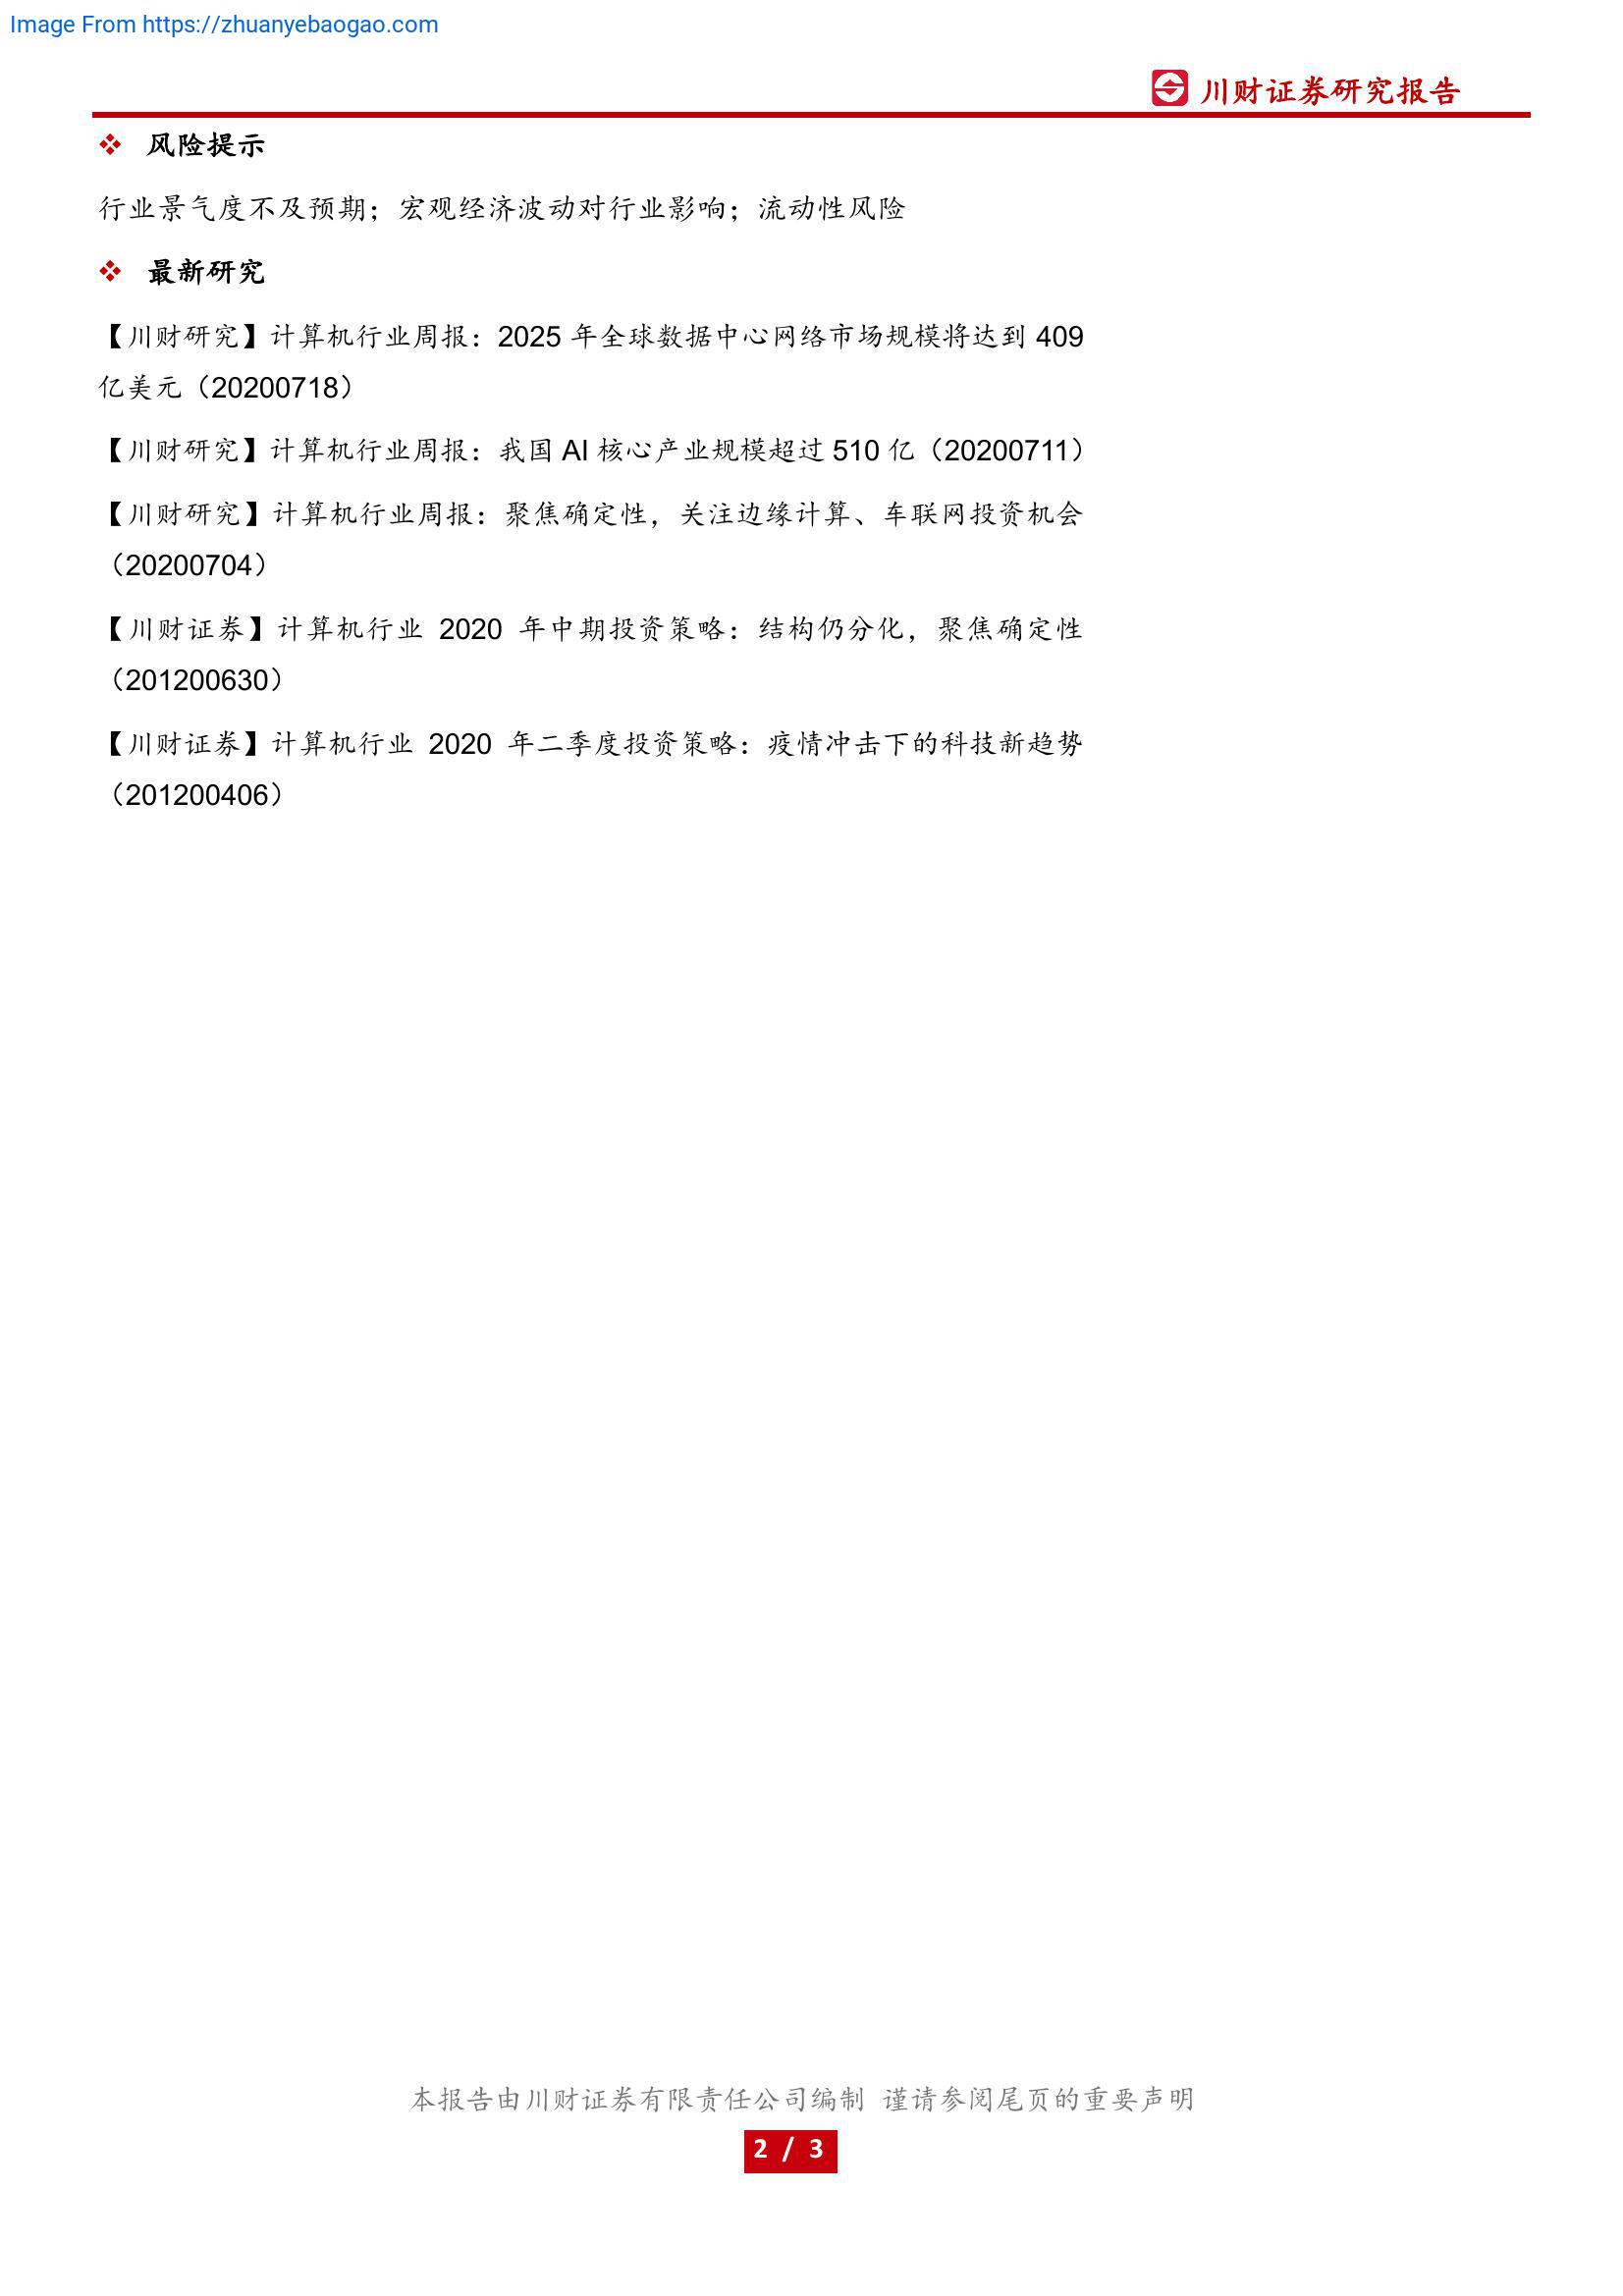 Image From https://zhuanyebaogao.com
川财证券研究报告
❖ 风险提示
行业景气度不及预期；宏观经济波动对行业影响；流动性风险
❖ 最新研究
【川财研究】计算机行业周报：2025 年全球数据中心网络市场规模将达到 409
亿美元（20200718）
【川财研究】计算机行业周报：我国 AI 核心产业规模超过 510 亿（20200711）
【川财研究】计算机行业周报：聚焦确定性，关注边缘计算、车联网投资机会
（20200704）
【川财证券】计算机行业 2020 年中期投资策略：结构仍分化，聚焦确定性
（201200630）
【川财证券】计算机行业 2020 年二季度投资策略：疫情冲击下的科技新趋势
（201200406）
本报告由川财证券有限责任公司编制 谨请参阅尾页的重要声明
2 / 3